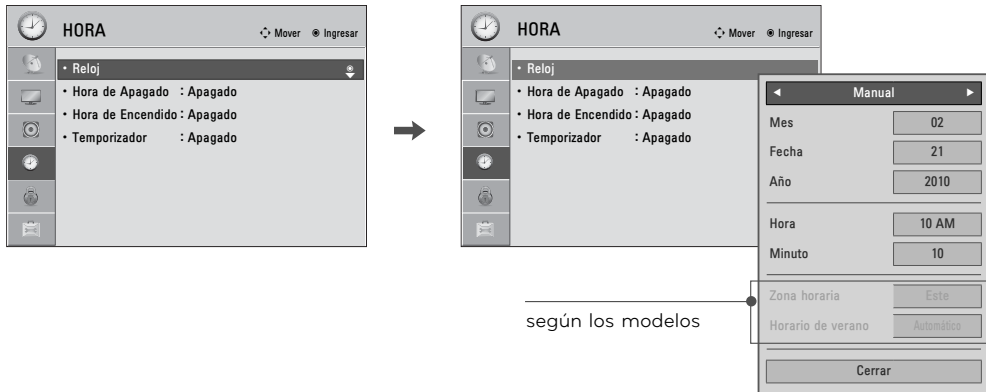 HORA
Mover Ingresar
• Reloj
• Hora de Apagado : Apagado
• Hora de Encendido : Apagado
• Temporizador : Apagado
HORA
Mover Ingresar
• Reloj
• Hora de Apagado : Apagado
• Hora de Encendido : Apagado
• Temporizador : Apagado
◄ Manual ►
Mes 02
Fecha 21
Año 2010
Hora 10 AM
Minuto 10
Zona horaria Este
Horario de verano Automático
Cerrar
según los modelos